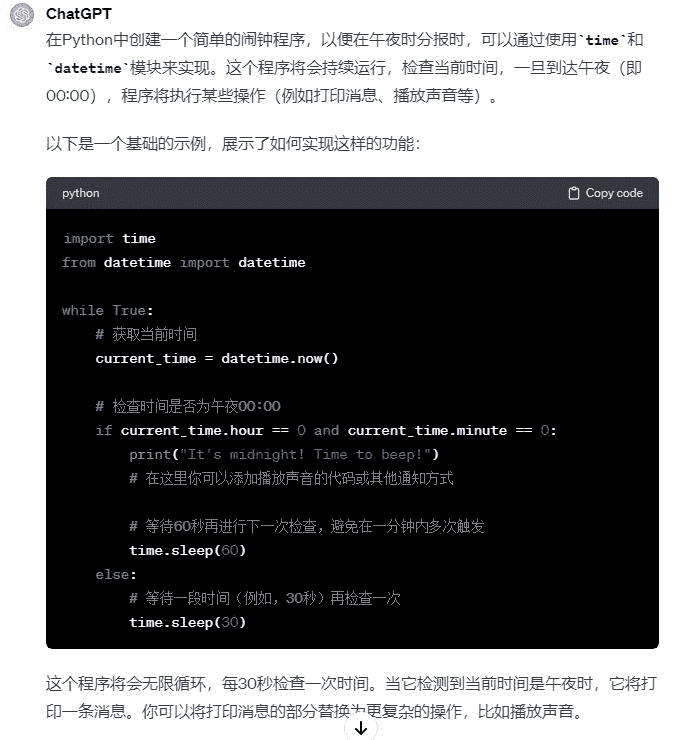 ChatGPT
在Python中创建一个简单的闹钟程序，以便在午夜时分报时，可以通过使用`time`和
`datetime`模块来实现。这个程序将会持续运行，检查当前时间，一旦到达午夜（即
00:00），程序将执行某些操作（例如打印消息、播放声音等）。
以下是一个基础的示例，展示了如何实现这样的功能：
python Copy code
import time
from datetime import datetime
while True:
# 获取当前时间
current_time = datetime.now()
# 检查时间是否为午夜00:00
if current_time.hour == 0 and current_time.minute == 0:
print("It's midnight! Time to beep!")
# 在这里你可以添加播放声音的代码或其他通知方式
# 等待60秒再进行下一次检查，避免在一分钟内多次触发
time.sleep(60)
else:
# 等待一段时间（例如，30秒）再检查一次
time.sleep(30)
这个程序将会无限循环，每30秒检查一次时间。当它检测到当前时间是午夜时，它将打
印一条消息。你可以将打印消息的部分替换为更复杂的操作，比如播放声音。